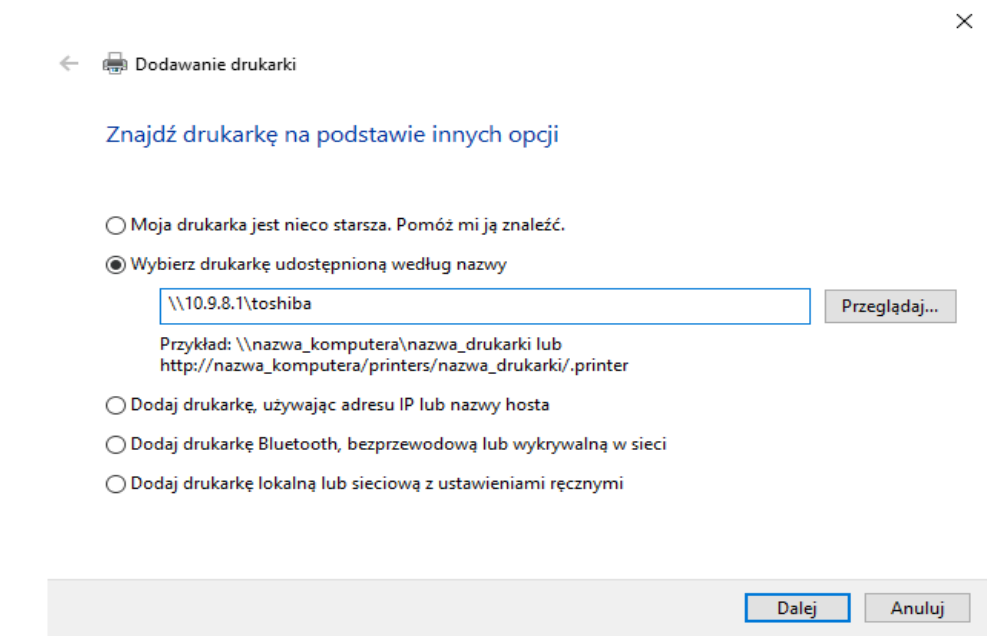 Dodawanie drukarki
Znajdź drukarkę na podstawie innych opcji
Moja drukarka jest nieco starsza. Pomóż mi ją znaleźć.
Wybierz drukarkę udostępnioną według nazwy
\\10.9.8.1\toshiba
Przeglądaj...
Przykład: \\nazwa_komputera\nazwa_drukarki lub
http://nazwa_komputera/printers/nazwa_drukarki/.printer
Dodaj drukarkę, używając adresu IP lub nazwy hosta
Dodaj drukarkę Bluetooth, bezprzewodową lub wykrywalną w sieci
Dodaj drukarkę lokalną lub sieciową z ustawieniami ręcznymi
Dalej
Anuluj